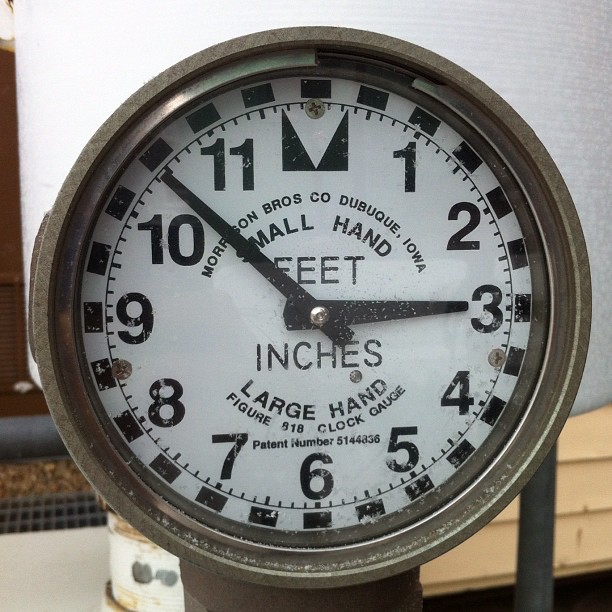 M
11
1
10
2
9
3
8
4
7
5
6
MORRISON BROS CO DUBUQUE, IOWA
SMALL HAND
FEET
INCHES
LARGE HAND
FIGURE 818 CLOCK GAUGE
Patent Number 5144836